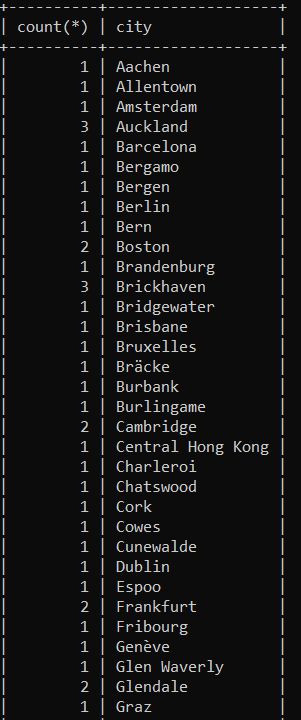 +----------+------------------+
| count(*) | city             |
+----------+------------------+
|        1 | Aachen           |
|        1 | Allentown        |
|        1 | Amsterdam        |
|        3 | Auckland         |
|        1 | Barcelona        |
|        1 | Bergamo          |
|        1 | Bergen           |
|        1 | Berlin           |
|        1 | Bern             |
|        2 | Boston           |
|        1 | Brandenburg      |
|        3 | Brickhaven       |
|        1 | Bridgewater      |
|        1 | Brisbane         |
|        1 | Bruxelles        |
|        1 | Bräcke           |
|        1 | Burbank          |
|        1 | Burlingame       |
|        2 | Cambridge        |
|        1 | Central Hong Kong |
|        1 | Charleroi        |
|        1 | Chatswood        |
|        1 | Cork             |
|        1 | Cowes            |
|        1 | Cunewalde        |
|        1 | Dublin           |
|        1 | Espoo            |
|        2 | Frankfurt        |
|        1 | Fribourg         |
|        1 | Genève           |
|        1 | Glen Waverly     |
|        2 | Glendale         |
|        1 | Graz             |